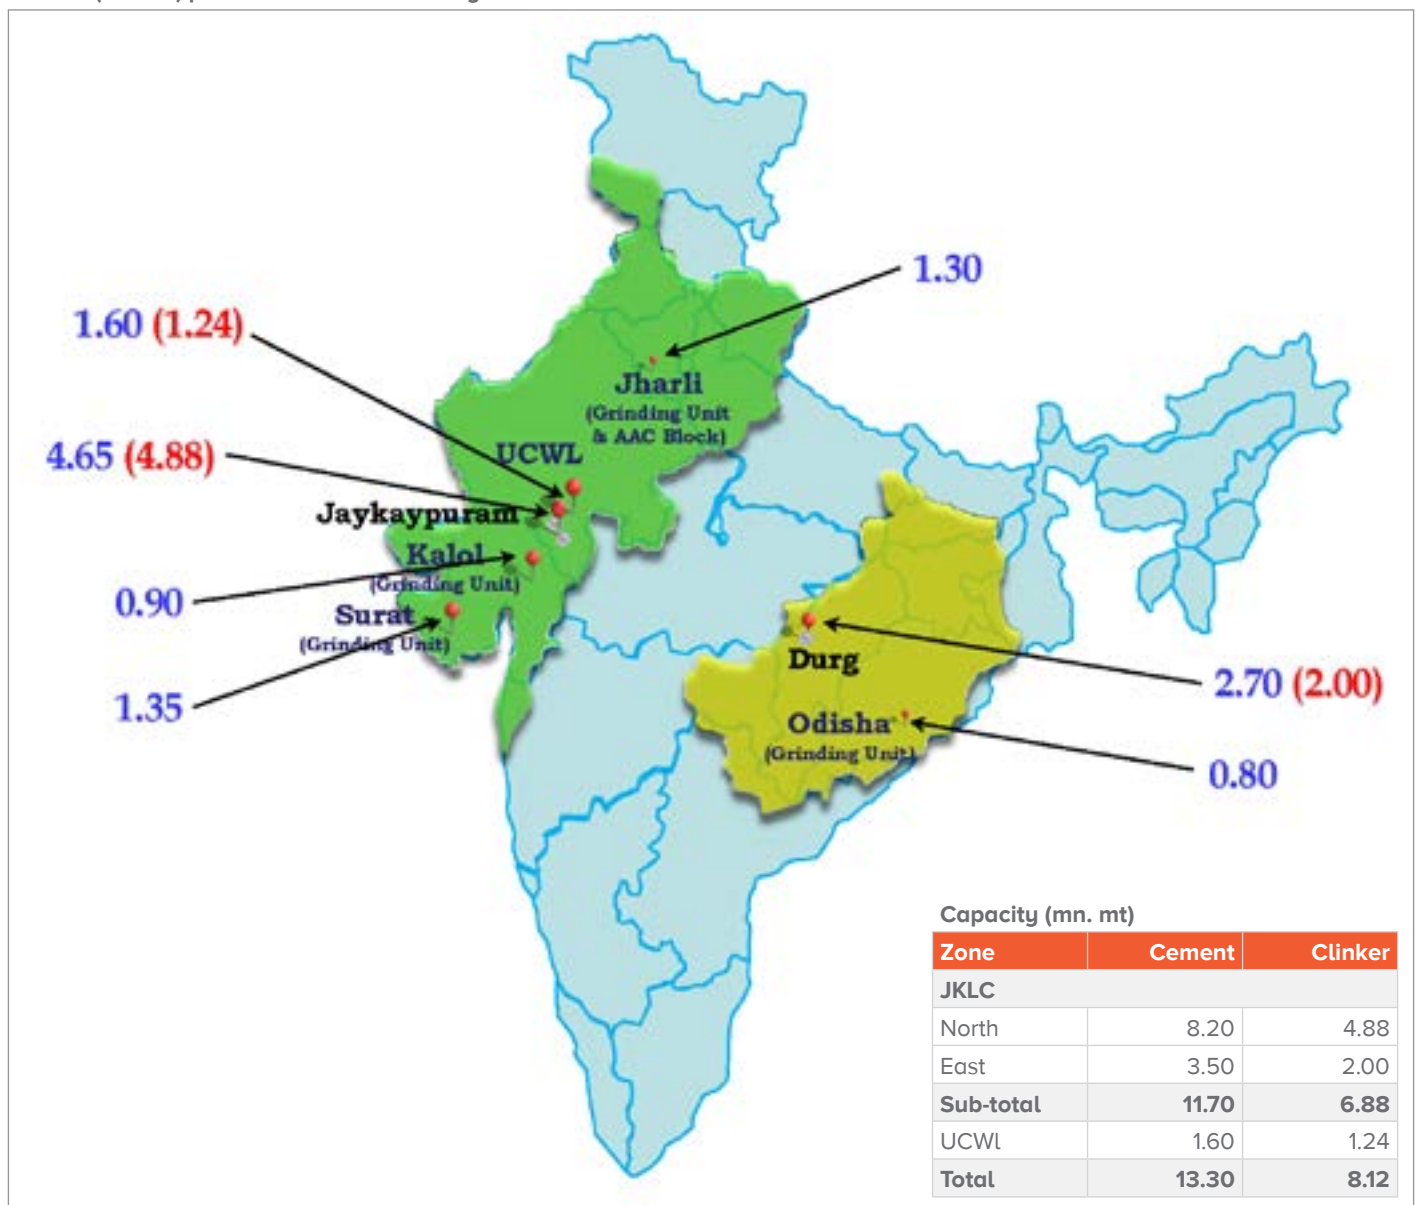 1.30
1.60 (1.24)
Jharli
(Grinding Unit
& AAC Block)
UCWL
4.65 (4.88)
Jaykaypuram
Kalol
(Grinding Unit)
0.90
Surat
(Grinding Unit)
1.35
Durg
2.70 (2.00)
Odisha
(Grinding Unit)
0.80
Capacity (mn. mt)
Zone Cement Clinker
JKLC
North 8.20 4.88
East 3.50 2.00
Sub-total 11.70 6.88
UCWl 1.60 1.24
Total 13.30 8.12